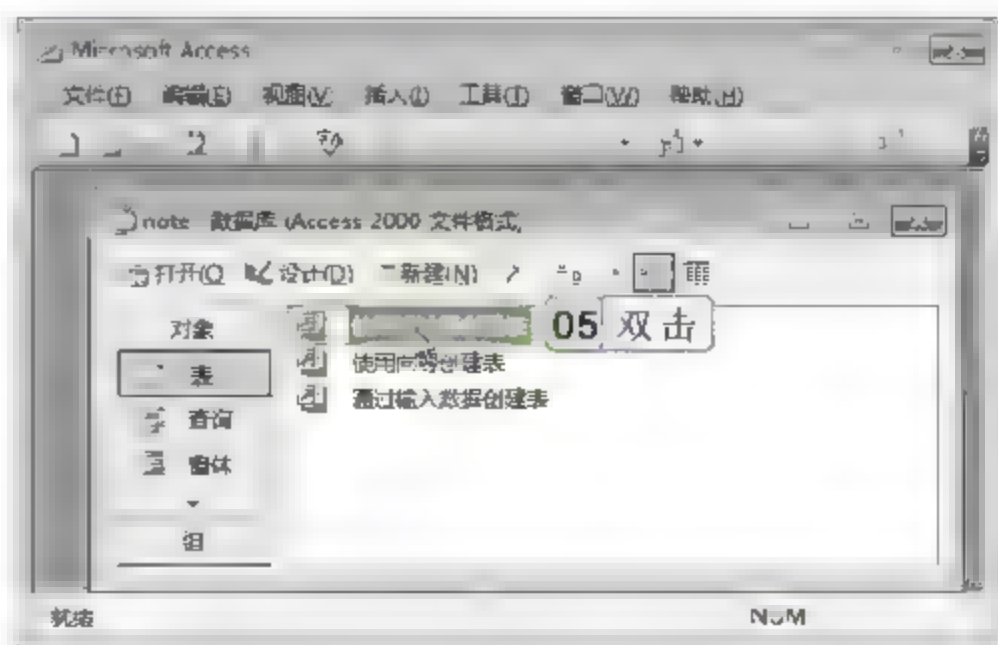 Microsoft Access
文件(F) 编辑(E) 视图(V) 插入(I) 工具(T) 窗口(W) 帮助(H)
note 数据库 (Access 2000 文件格式)
打开(O 设计(D) 新建(N)
对象
05 双击
使用向导创建表
表
通过输入数据创建表
查询
窗体
组
就绪
NUM